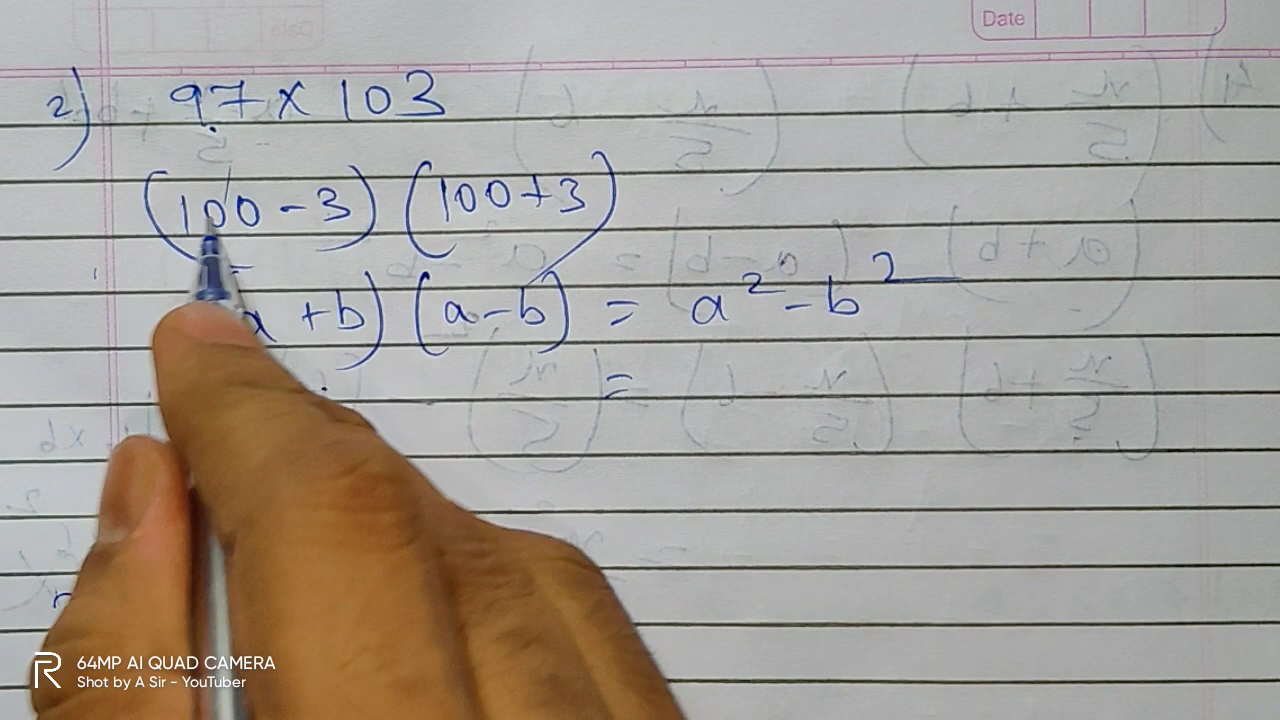 Date
2) 97 x 103
(100 - 3) (100 + 3)
a + b) (a - b) = a² - b²
64MP AI QUAD CAMERA
Shot by A Sir - YouTuber